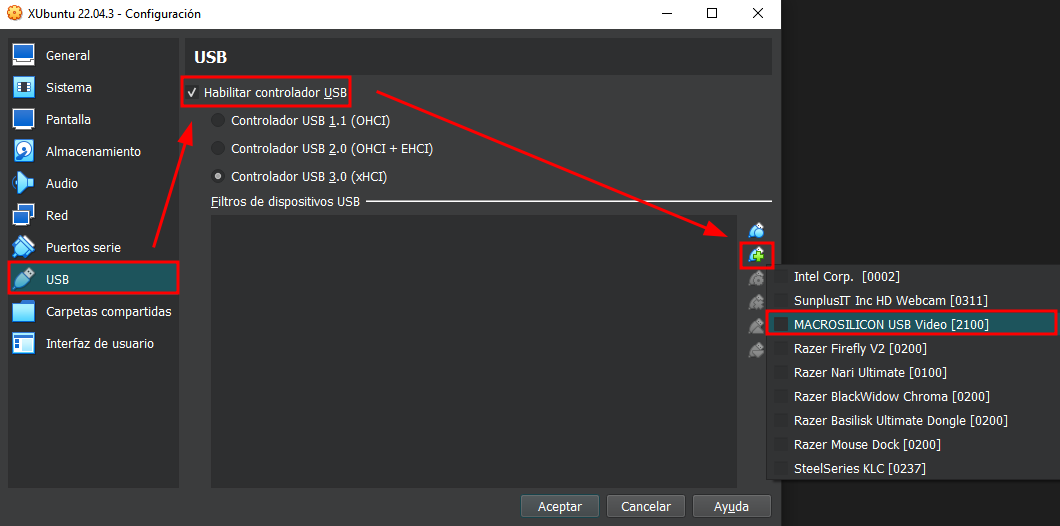 XUbuntu 22.04.3 - Configuración
General
Sistema
Pantalla
Almacenamiento
Audio
Red
Puertos serie
USB
Carpetas compartidas
Interfaz de usuario
USB
Habilitar controlador USB
Controlador USB 1.1 (OHCI)
Controlador USB 2.0 (OHCI + EHCI)
Controlador USB 3.0 (xHCI)
Filtros de dispositivos USB
Intel Corp. [0002]
SunplusIT Inc HD Webcam [0311]
MACROSILICON USB Video [2100]
Razer Firefly V2 [0200]
Razer Nari Ultimate [0100]
Razer BlackWidow Chroma [0200]
Razer Basilisk Ultimate Dongle [0200]
Razer Mouse Dock [0200]
SteelSeries KLC [0237]
Aceptar
Cancelar
Ayuda